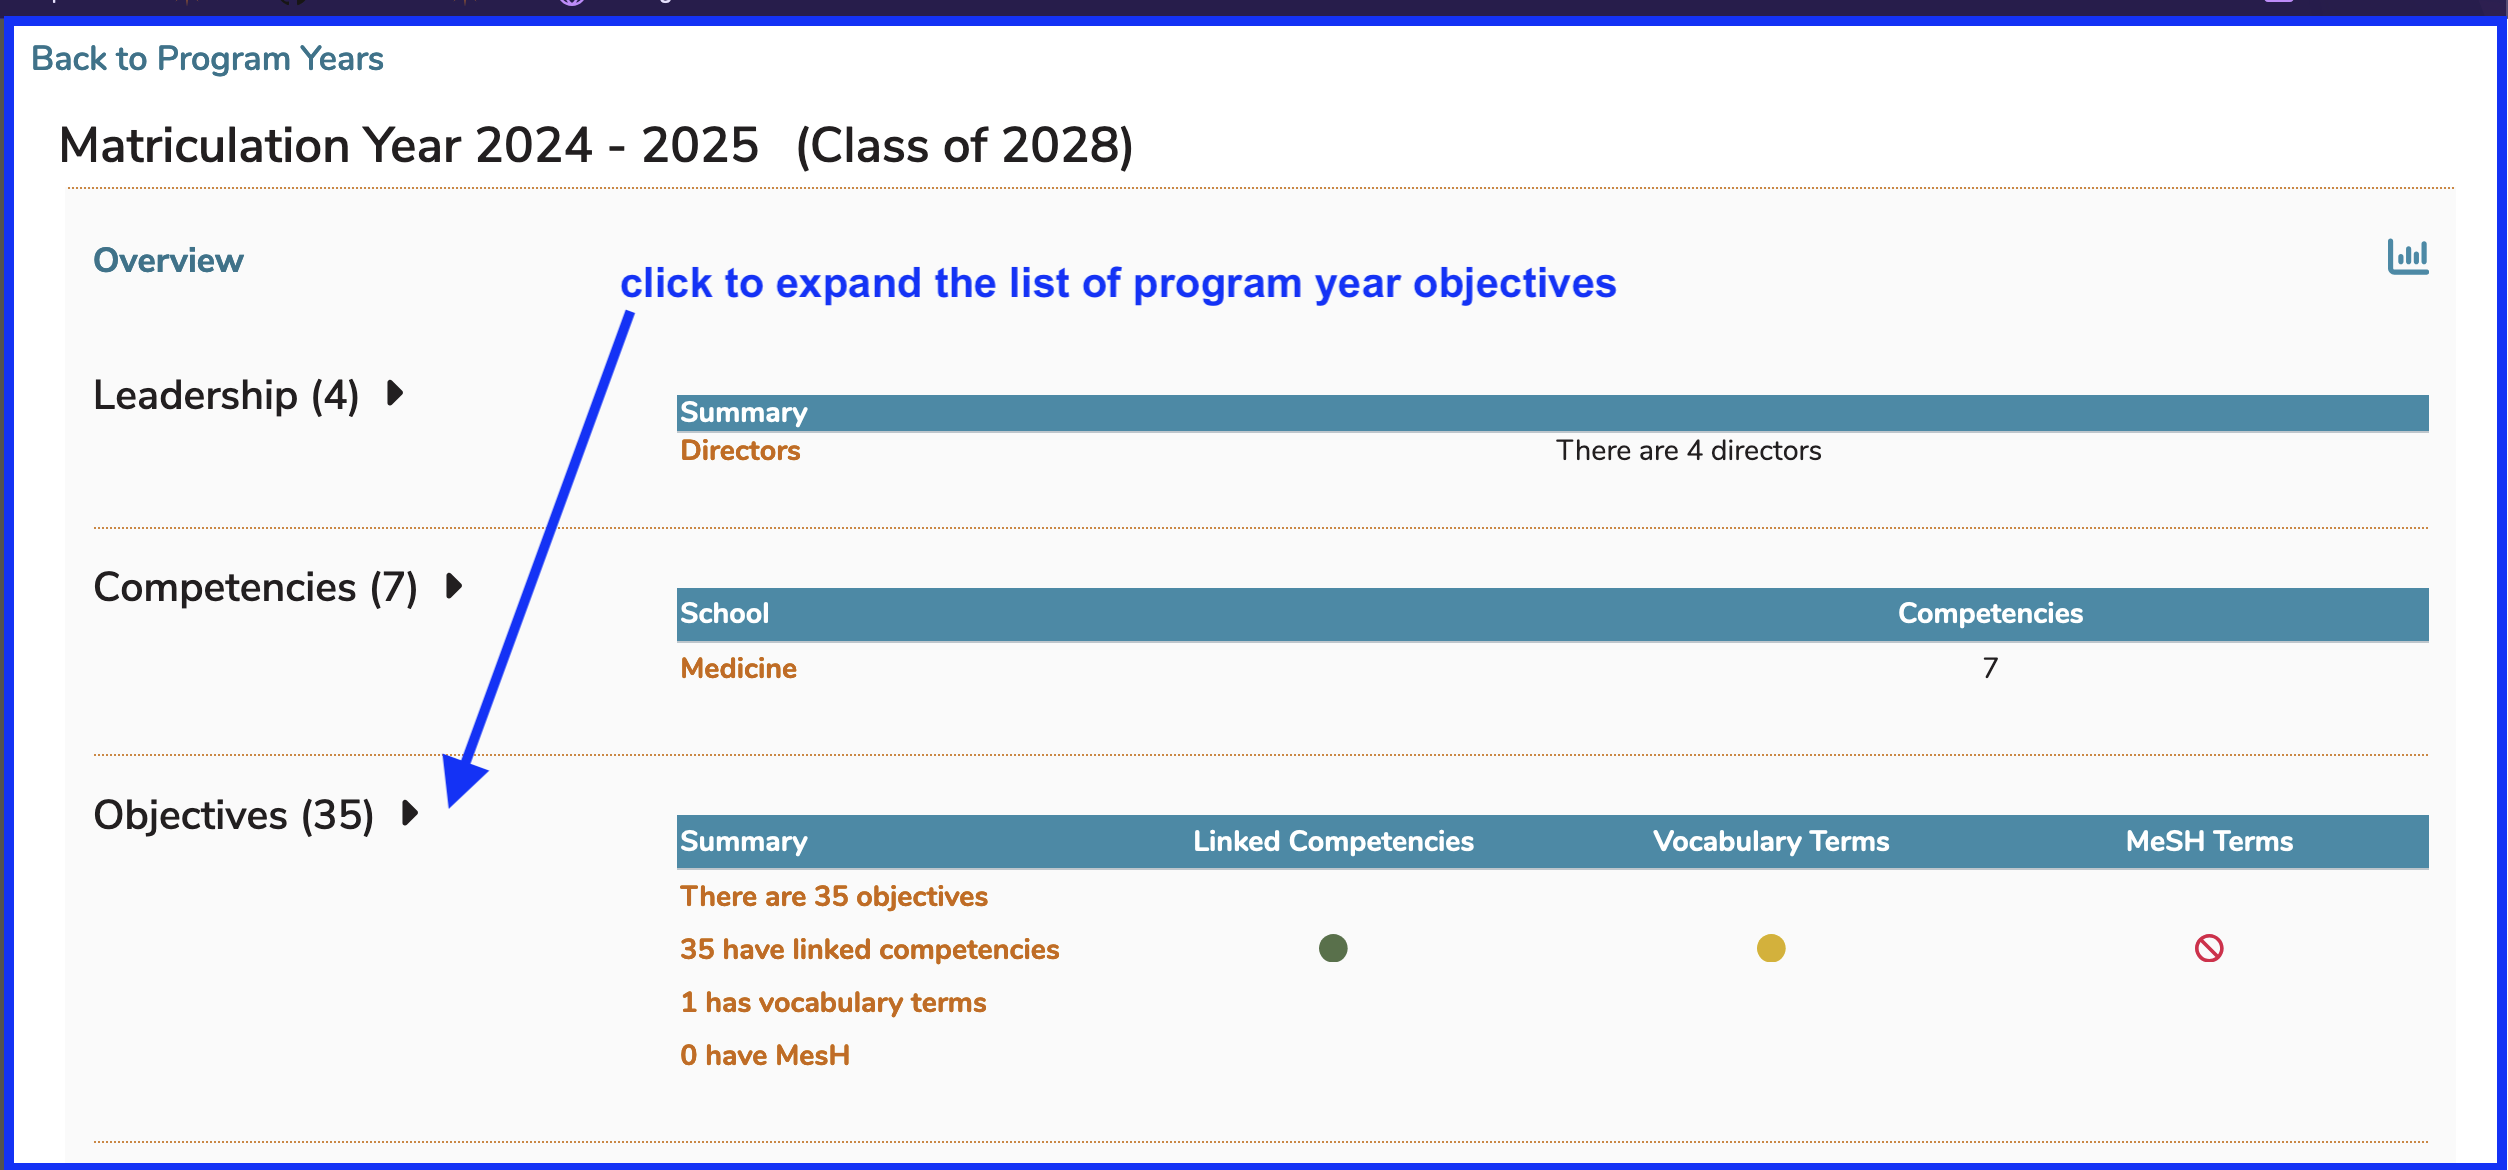 Back to Program Years
Matriculation Year 2024 - 2025 (Class of 2028)
Overview
click to expand the list of program year objectives
Leadership (4)
Summary
Directors There are 4 directors
Competencies (7)
School Competencies
Medicine 7
Objectives (35)
Summary Linked Competencies Vocabulary Terms MeSH Terms
There are 35 objectives
35 have linked competencies
1 has vocabulary terms
0 have MesH